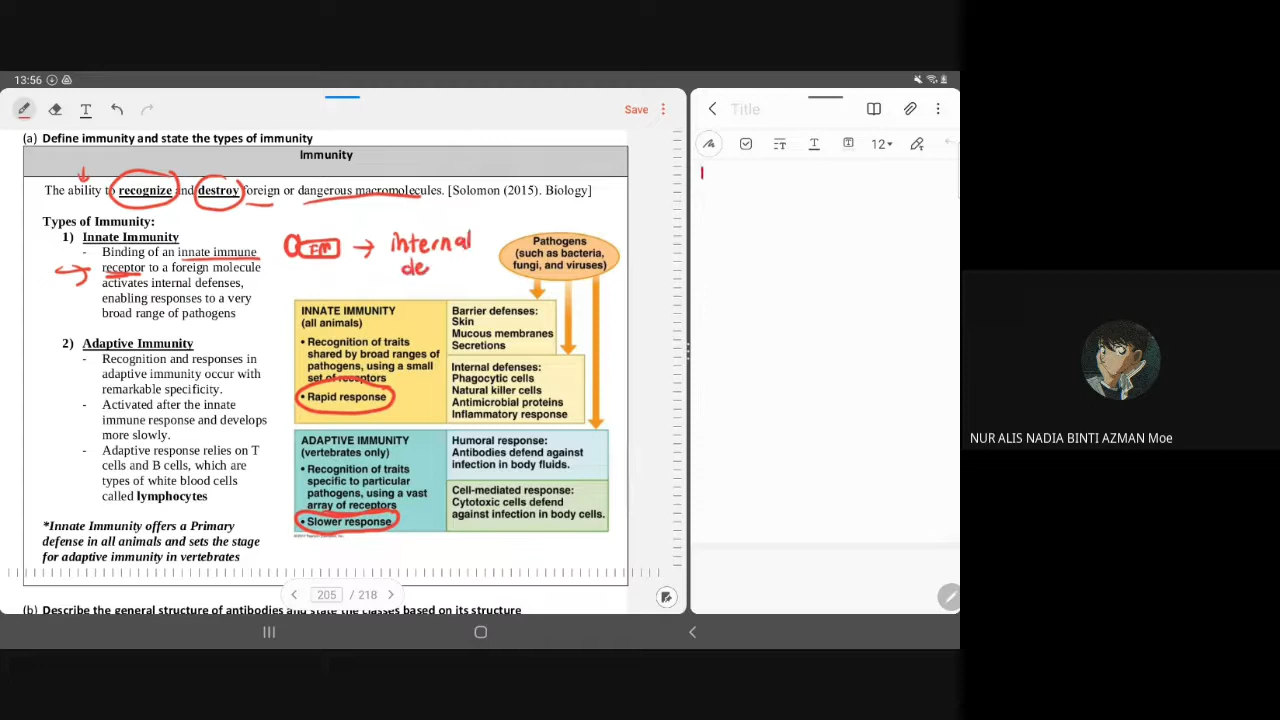 13:56
Save
Title
12
(a) Define immunity and state the types of immunity
Immunity
The ability to recognize and destroy foreign or dangerous macromolecules. [Solomon (2015). Biology]
Types of Immunity:
1) Innate Immunity
- Binding of an innate immune
receptor to a foreign molecule
activates internal defenses,
enabling responses to a very
broad range of pathogens
2) Adaptive Immunity
- Recognition and responses in
adaptive immunity occur with
remarkable specificity.
- Activated after the innate
immune response and develops
more slowly.
- Adaptive response relies on T
cells and B cells, which are
types of white blood cells
called lymphocytes
*Innate Immunity offers a Primary
defense in all animals and sets the stage
for adaptive immunity in vertebrates
FM → internal
de
Pathogens
(such as bacteria,
fungi, and viruses)
INNATE IMMUNITY
(all animals)
• Recognition of traits
shared by broad ranges of
pathogens, using a small
set of receptors
• Rapid response
Barrier defenses:
Skin
Mucous membranes
Secretions
Internal defenses:
Phagocytic cells
Natural killer cells
Antimicrobial proteins
Inflammatory response
ADAPTIVE IMMUNITY
(vertebrates only)
• Recognition of traits
specific to particular
pathogens, using a vast
array of receptors
• Slower response
Humoral response:
Antibodies defend against
infection in body fluids.
Cell-mediated response:
Cytotoxic cells defend
against infection in body cells.
205 / 218
(b) Describe the general structure of antibodies and state the classes based on its structure
NUR ALIS NADIA BINTI AZMAN Moe